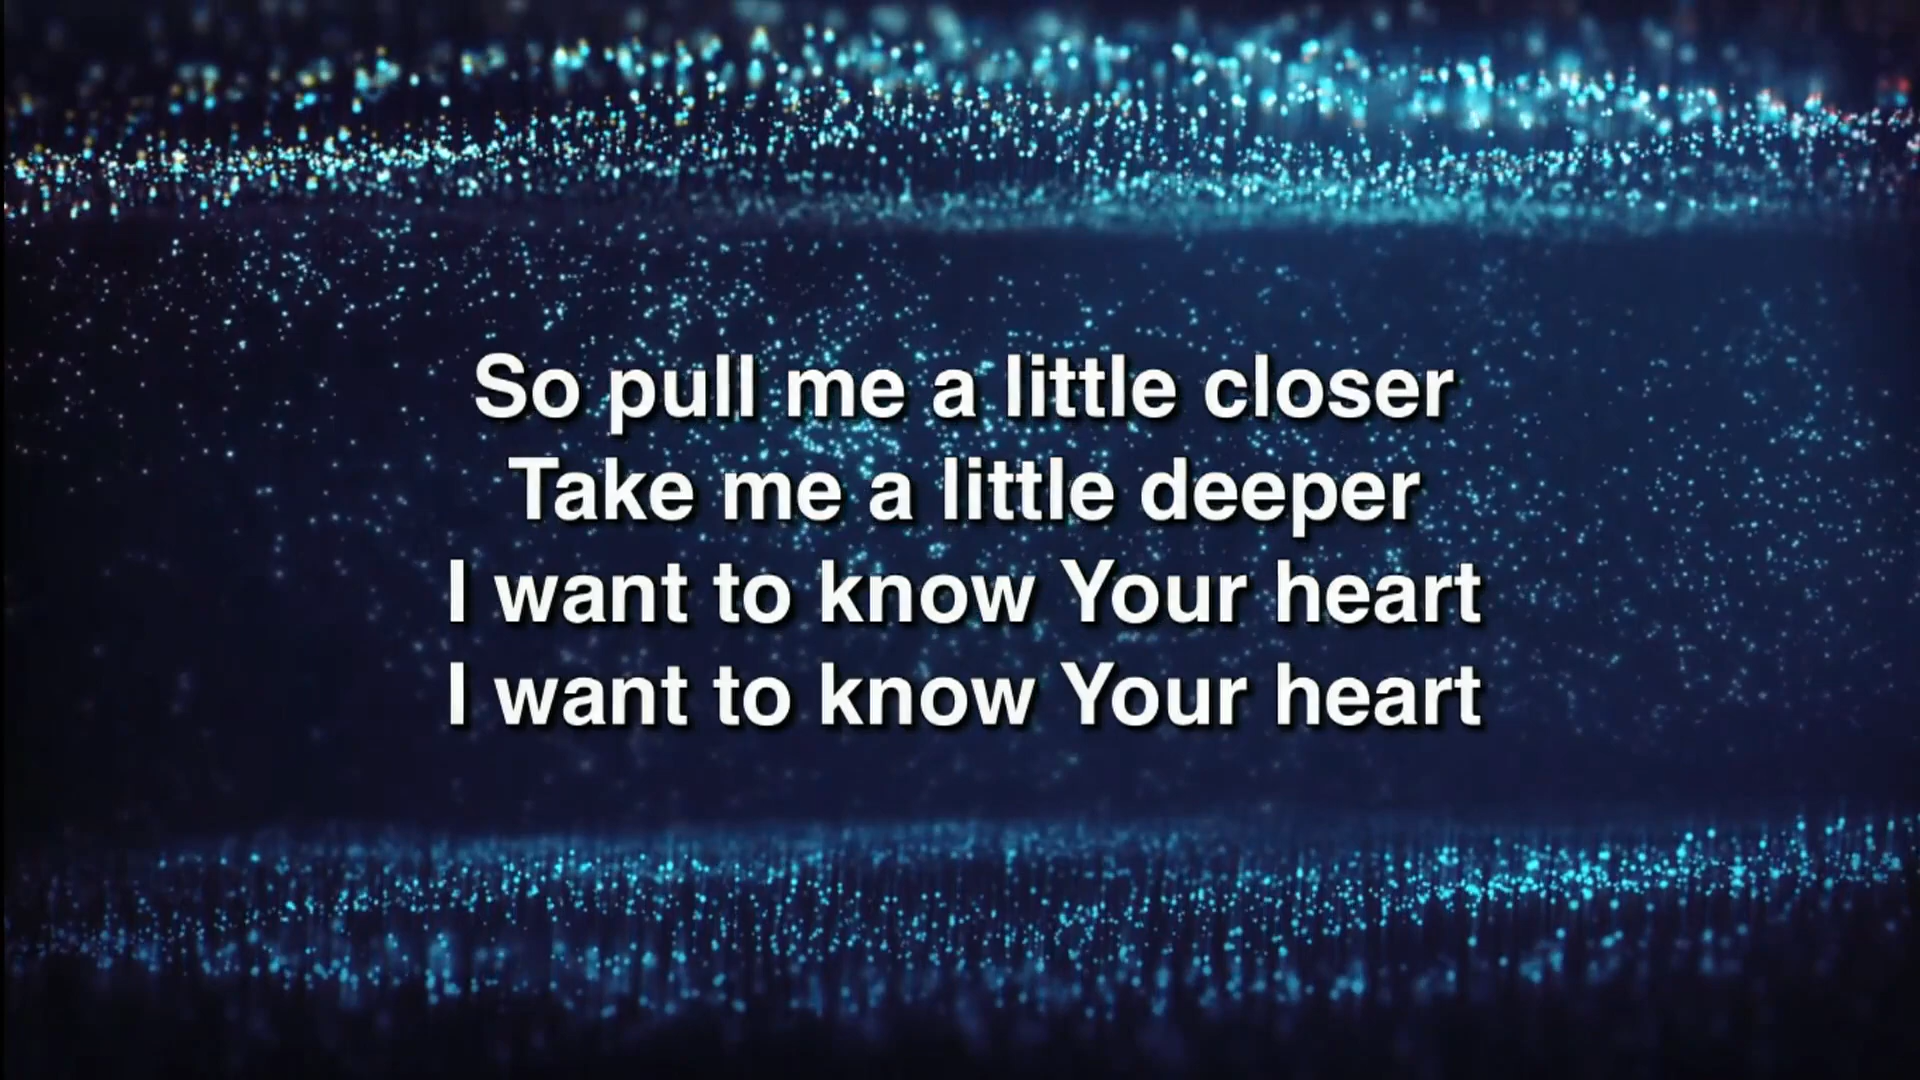 So pull me a little closer
Take me a little deeper
I want to know Your heart
I want to know Your heart